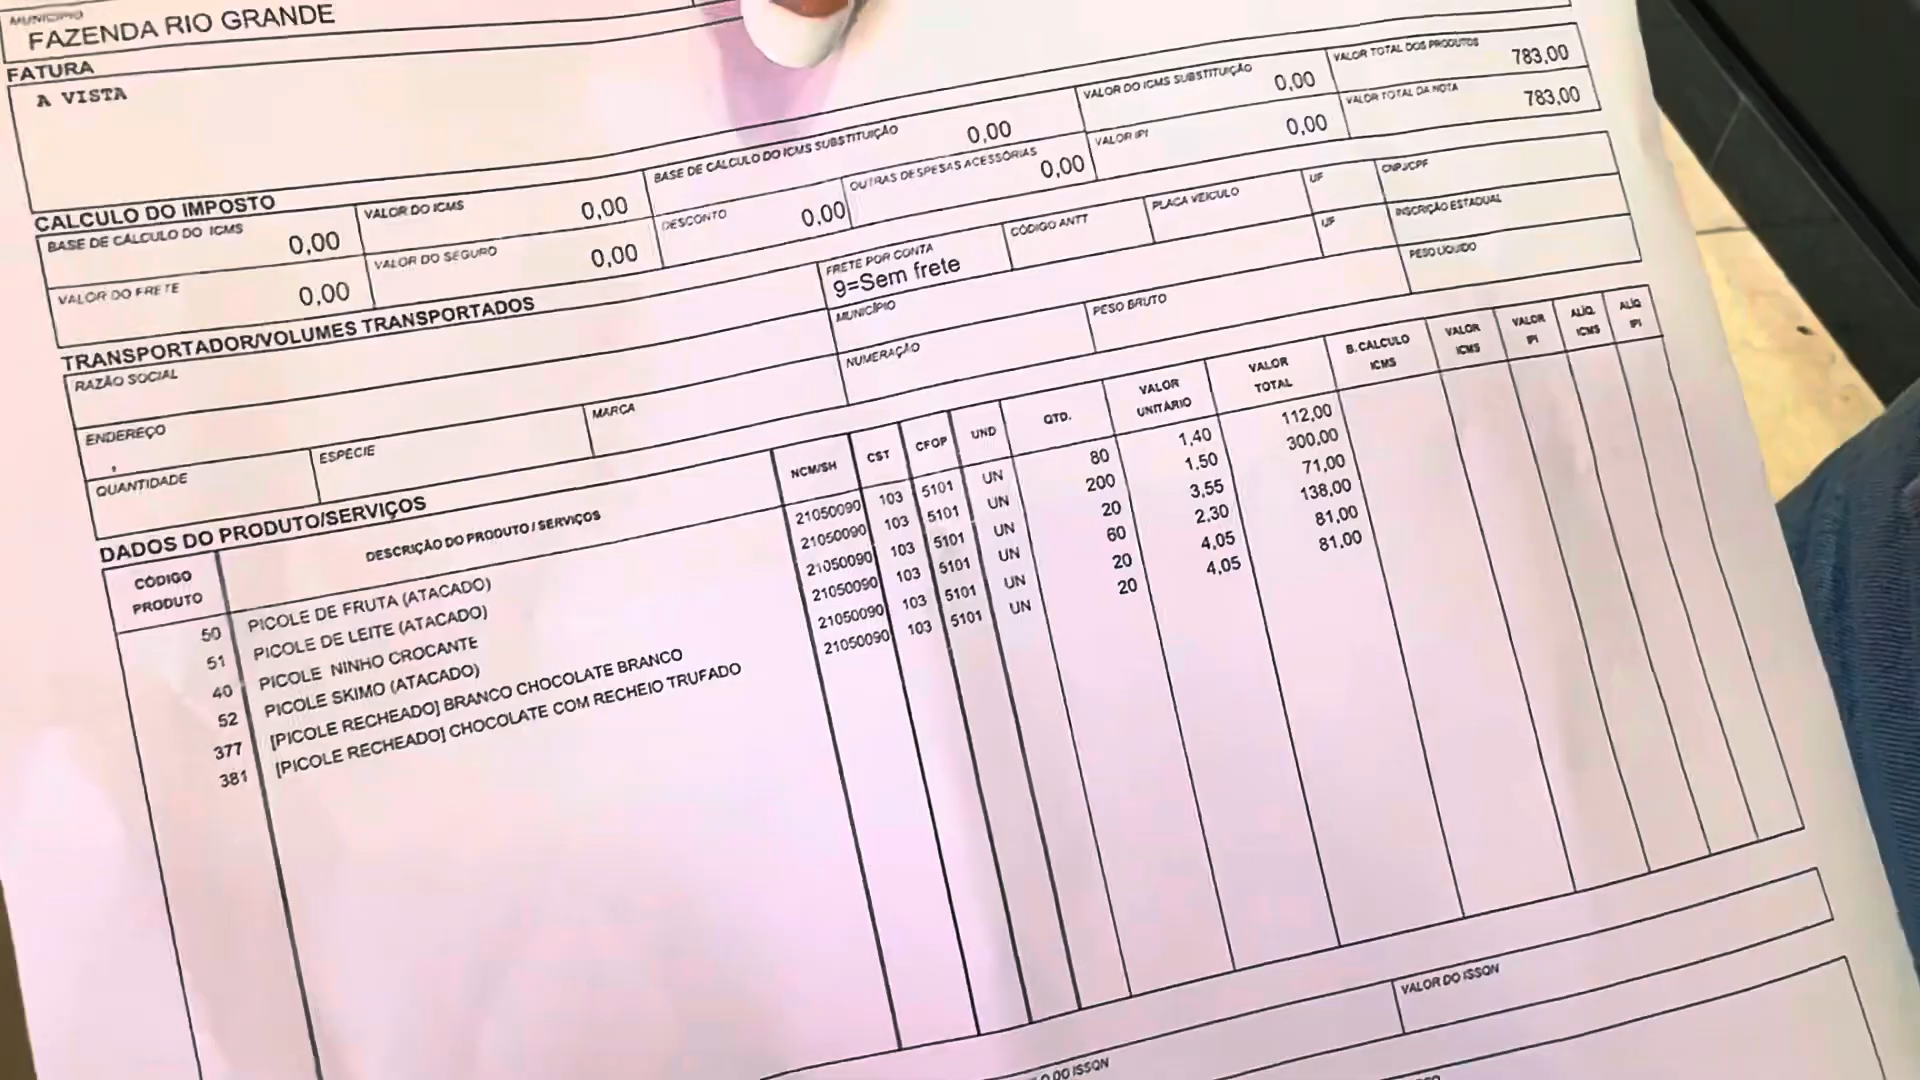 MUNICÍPIO
FAZENDA RIO GRANDE
FATURA
A VISTA
CALCULO DO IMPOSTO
BASE DE CÁLCULO DO ICMS 0,00
VALOR DO ICMS 0,00
BASE DE CÁLCULO DO ICMS SUBSTITUIÇÃO 0,00
VALOR DO ICMS SUBSTITUIÇÃO 0,00
VALOR TOTAL DOS PRODUTOS 783,00
VALOR DO FRETE 0,00
VALOR DO SEGURO 0,00
DESCONTO 0,00
OUTRAS DESPESAS ACESSÓRIAS 0,00
VALOR IPI 0,00
VALOR TOTAL DA NOTA 783,00
TRANSPORTADOR/VOLUMES TRANSPORTADOS
RAZÃO SOCIAL
FRETE POR CONTA
9=Sem frete
CÓDIGO ANTT
PLACA VEICULO
UF
CNPJ/CPF
ENDEREÇO
,
MUNICÍPIO
UF
INSCRIÇÃO ESTADUAL
QUANTIDADE
ESPÉCIE
MARCA
NUMERAÇÃO
PESO BRUTO
PESO LÍQUIDO
DADOS DO PRODUTO/SERVIÇOS
CÓDIGO PRODUTO DESCRIÇÃO DO PRODUTO / SERVIÇOS NCM/SH CST CFOP UND QTD. VALOR UNITÁRIO VALOR TOTAL B. CALCULO ICMS VALOR ICMS VALOR IPI ALÍQ. ICMS ALÍQ IPI
50 PICOLE DE FRUTA (ATACADO) 21050090 103 5101 UN 80 1,40 112,00
51 PICOLE DE LEITE (ATACADO) 21050090 103 5101 UN 200 1,50 300,00
40 PICOLE NINHO CROCANTE 21050090 103 5101 UN 20 3,55 71,00
52 PICOLE SKIMO (ATACADO) 21050090 103 5101 UN 60 2,30 138,00
377 [PICOLE RECHEADO] BRANCO CHOCOLATE BRANCO 21050090 103 5101 UN 20 4,05 81,00
381 [PICOLE RECHEADO] CHOCOLATE COM RECHEIO TRUFADO 21050090 103 5101 UN 20 4,05 81,00
DO ISSQN
VALOR DO ISSQN